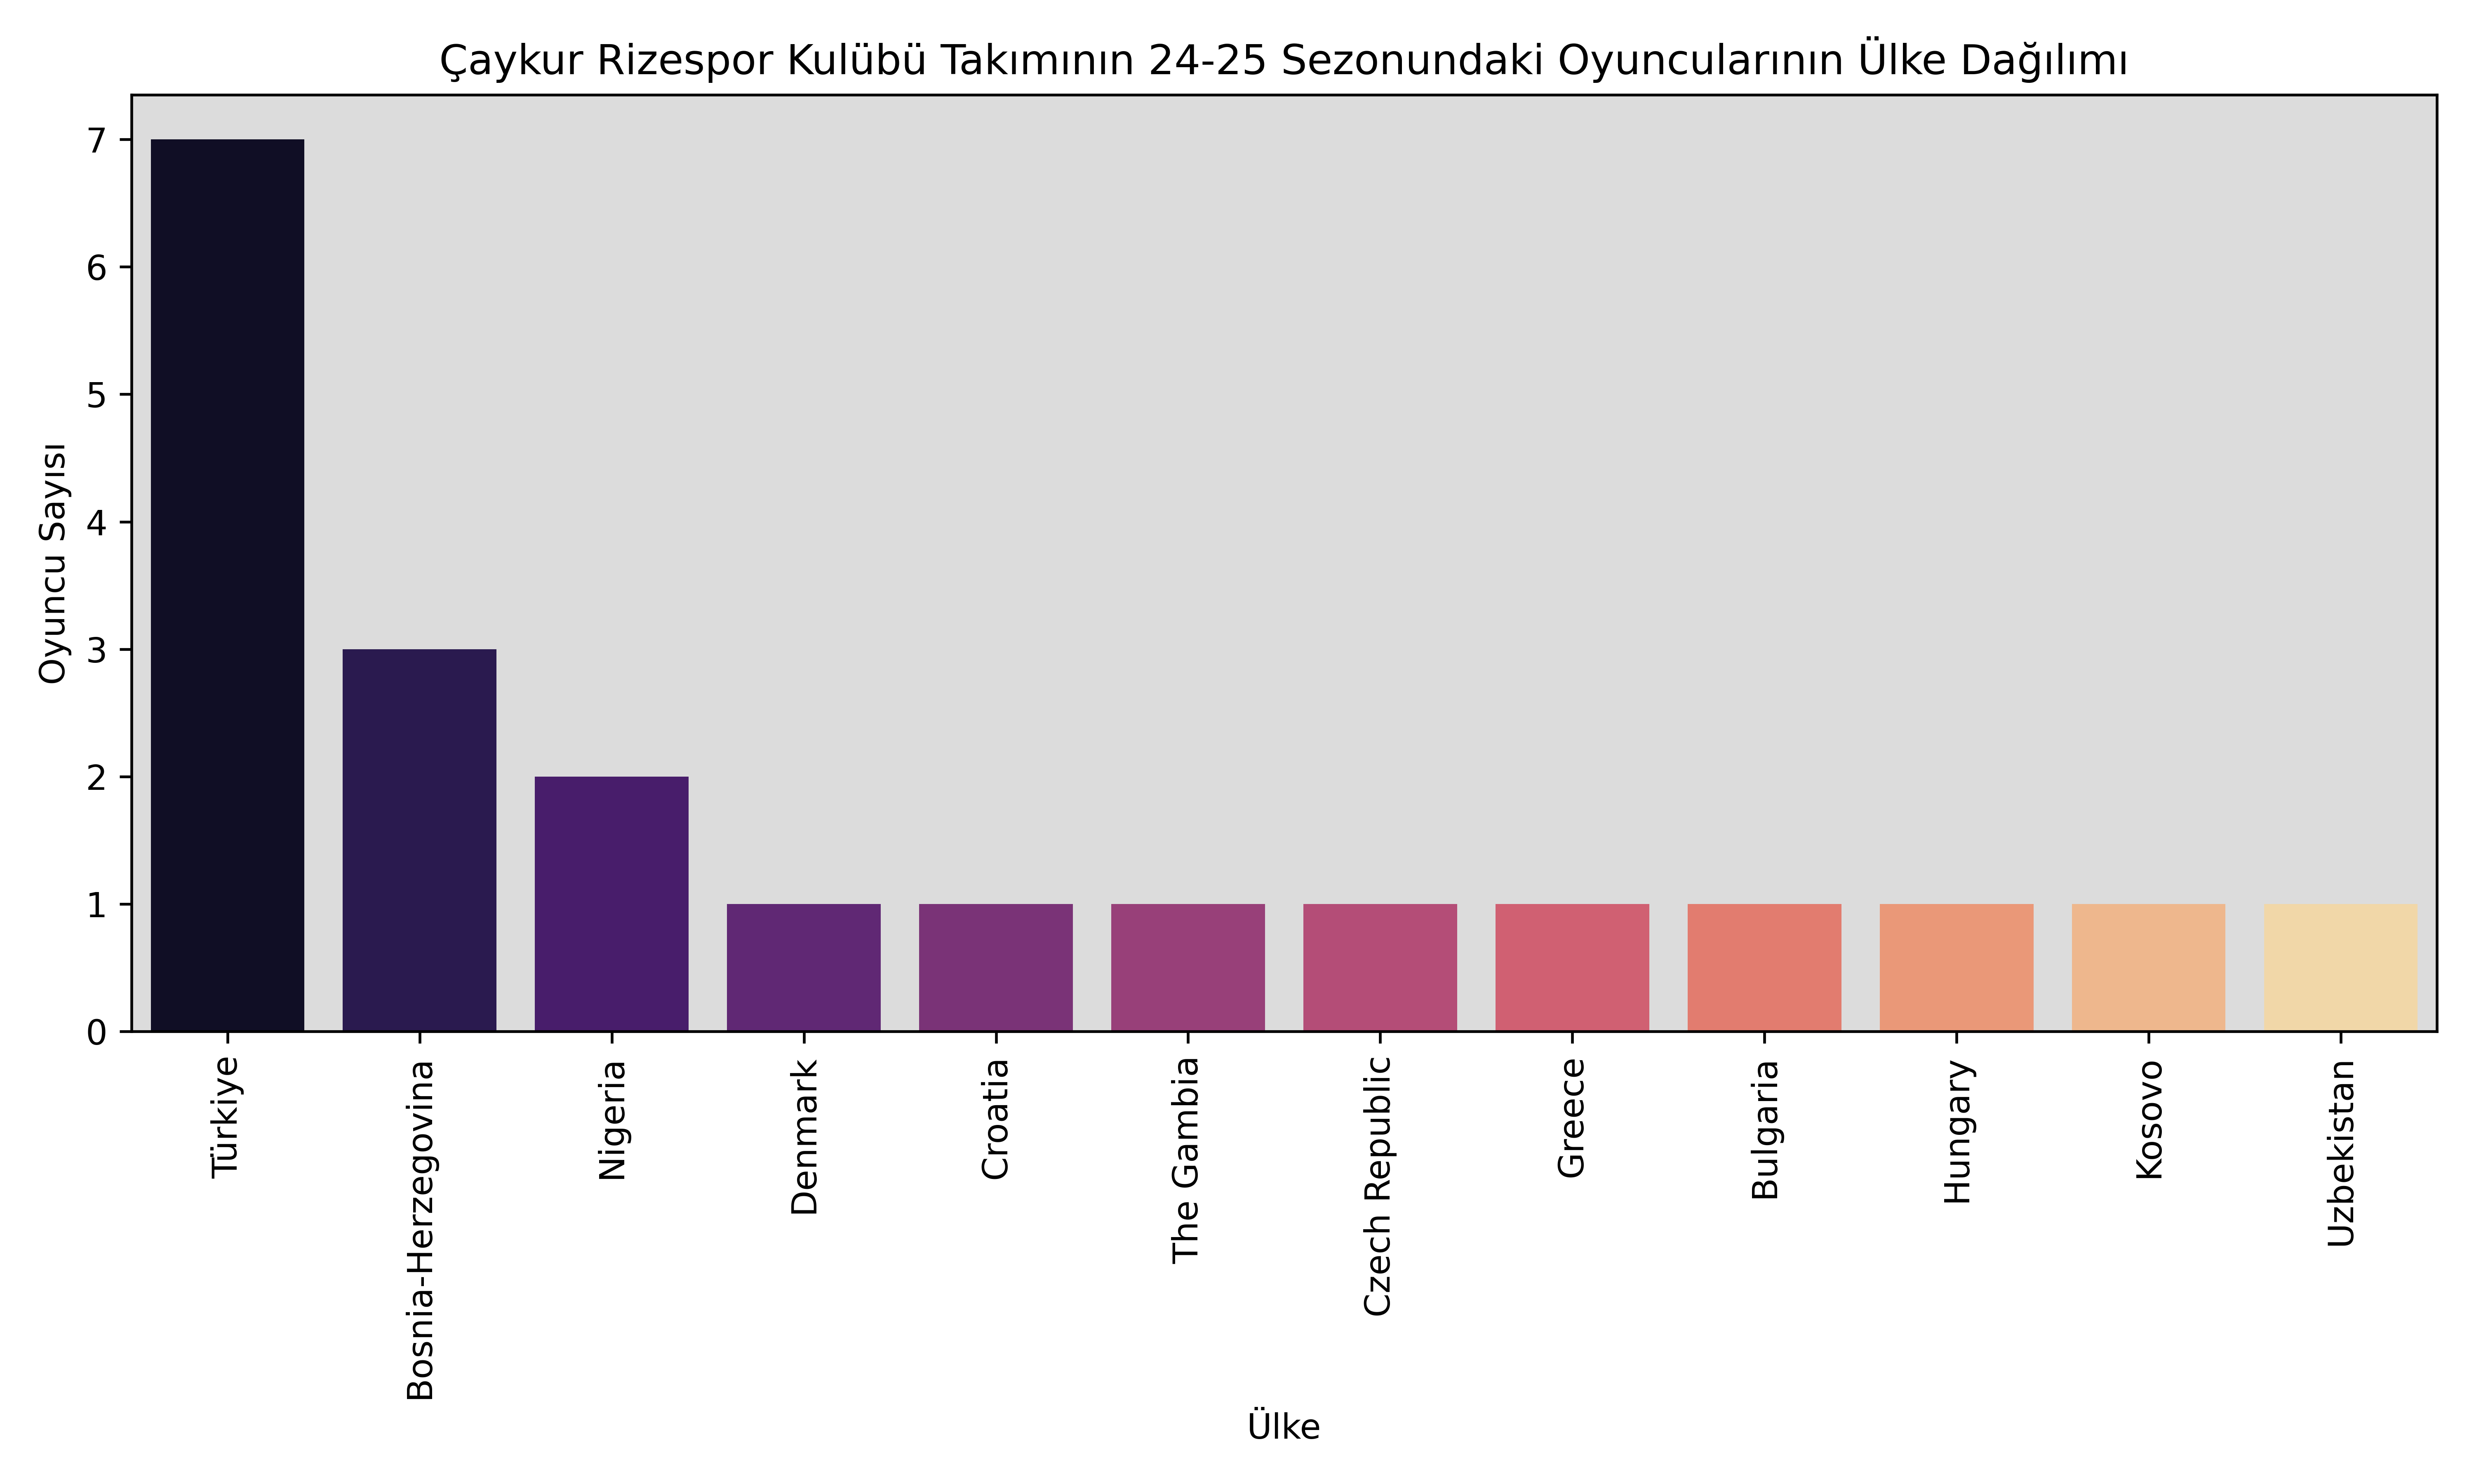 Çaykur Rizespor Kulübü Takımının 24-25 Sezonundaki Oyuncularının Ülke Dağılımı
Oyuncu Sayısı
7
6
5
4
3
2
1
0
Türkiye
Bosnia-Herzegovina
Nigeria
Denmark
Croatia
The Gambia
Czech Republic
Greece
Bulgaria
Hungary
Kosovo
Uzbekistan
Ülke